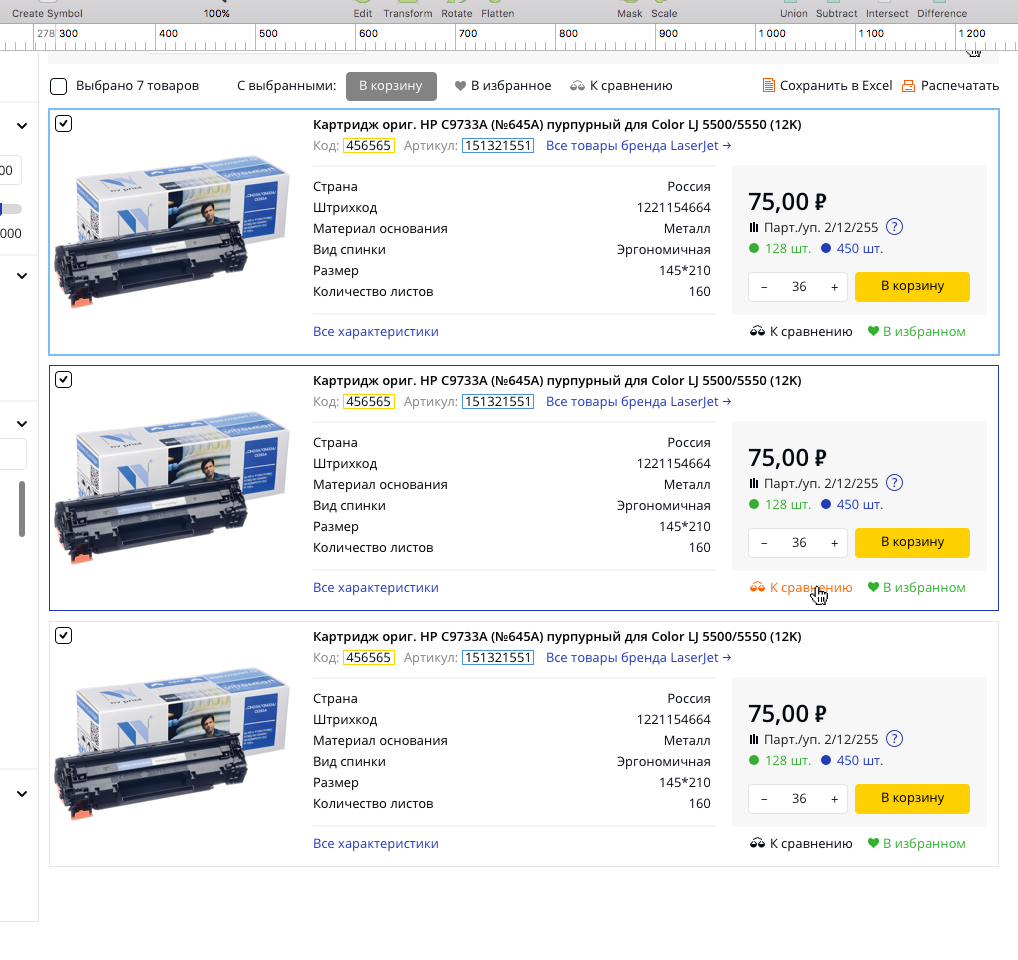 Create Symbol 100% Edit Transform Rotate Flatten Mask Scale Union Subtract Intersect Difference
278 300 400 500 600 700 800 900 1 000 1 100 1 200
Выбрано 7 товаров С выбранными: В корзину В избранное К сравнению Сохранить в Excel Распечатать
00
000
Картридж ориг. HP C9733A (№645A) пурпурный для Color LJ 5500/5550 (12K)
Код: 456565 Артикул: 151321551 Все товары бренда LaserJet →
Страна Россия
Штрихкод 1221154664
Материал основания Металл
Вид спинки Эргономичная
Размер 145*210
Количество листов 160
Все характеристики
75,00 ₽
Парт./уп. 2/12/255 ?
128 шт. 450 шт.
– 36 + В корзину
К сравнению В избранном
nv print
Картридж ориг. HP C9733A (№645A) пурпурный для Color LJ 5500/5550 (12K)
Код: 456565 Артикул: 151321551 Все товары бренда LaserJet →
Страна Россия
Штрихкод 1221154664
Материал основания Металл
Вид спинки Эргономичная
Размер 145*210
Количество листов 160
Все характеристики
75,00 ₽
Парт./уп. 2/12/255 ?
128 шт. 450 шт.
– 36 + В корзину
К сравнению В избранном
nv print
Картридж ориг. HP C9733A (№645A) пурпурный для Color LJ 5500/5550 (12K)
Код: 456565 Артикул: 151321551 Все товары бренда LaserJet →
Страна Россия
Штрихкод 1221154664
Материал основания Металл
Вид спинки Эргономичная
Размер 145*210
Количество листов 160
Все характеристики
75,00 ₽
Парт./уп. 2/12/255 ?
128 шт. 450 шт.
– 36 + В корзину
К сравнению В избранном
nv print